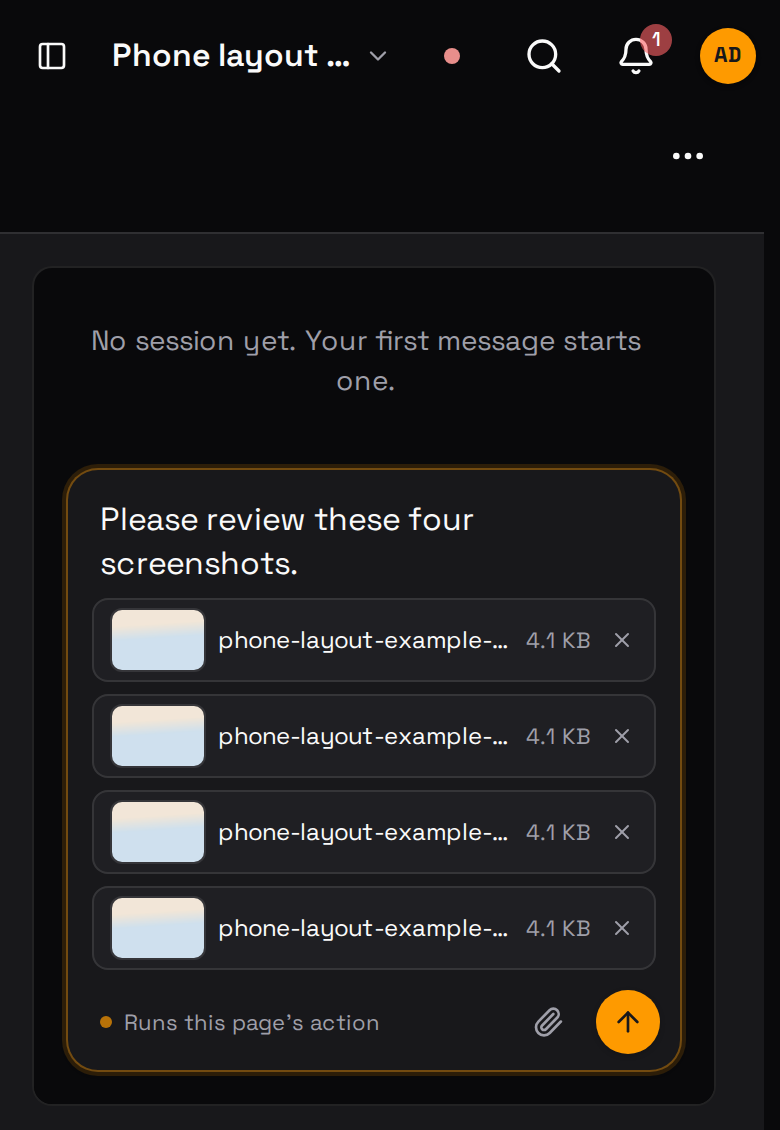 Phone layout ...
1
AD
No session yet. Your first message starts
one.
Please review these four
screenshots.
phone-layout-example-... 4.1 KB
phone-layout-example-... 4.1 KB
phone-layout-example-... 4.1 KB
phone-layout-example-... 4.1 KB
Runs this page's action